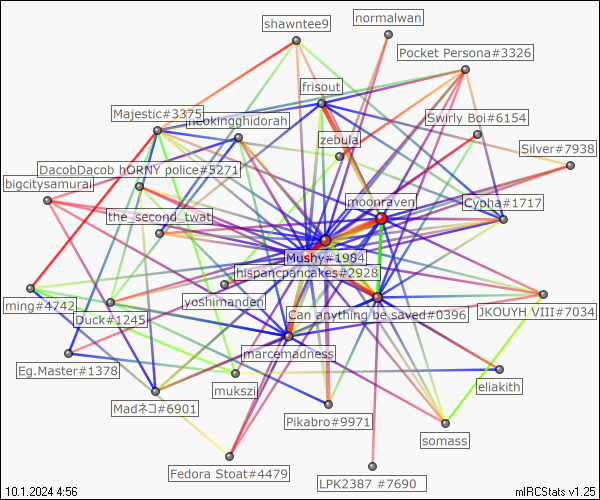 shawntee9
normalwan
Pocket Persona#3326
frisout
Majestic#3375
neokingghidorah
Swirly Boi#6154
zebula
Silver#7938
DacobDacob hORNY police#5271
bigcitysamurai
moonraven
Cypha#1717
the_second_twat
Mushy#1984
hispancpancakes#2928
ming#4742
yoshimanden
Duck#1245
Can anything be saved#0396
JKOUYH VIII#7034
marcemadness
Eg.Master#1378
mukszi
eliakith
Madネコ#6901
Pikabro#9971
somass
Fedora Stoat#4479
LPK2387 #7690
10.1.2024 4:56
mIRCStats v1.25